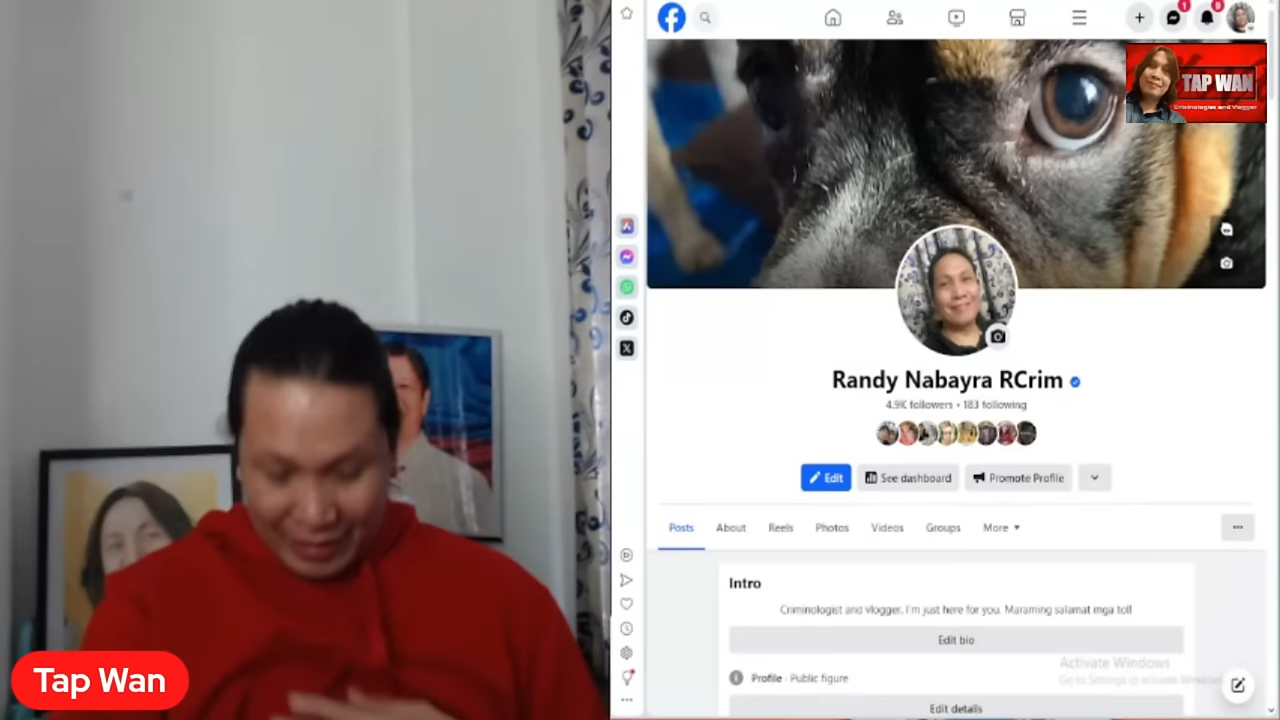 1
8
TAP WAN
Criminologist and Vlogger
Randy Nabayra RCrim
4.9K followers • 183 following
Edit
See dashboard
Promote Profile
Posts
About
Reels
Photos
Videos
Groups
More
Intro
Criminologist and vlogger. I'm just here for you. Maraming salamat mga tol!
Edit bio
Profile · Public figure
Activate Windows
Go to Settings to activate Windows.
Edit details
Tap Wan